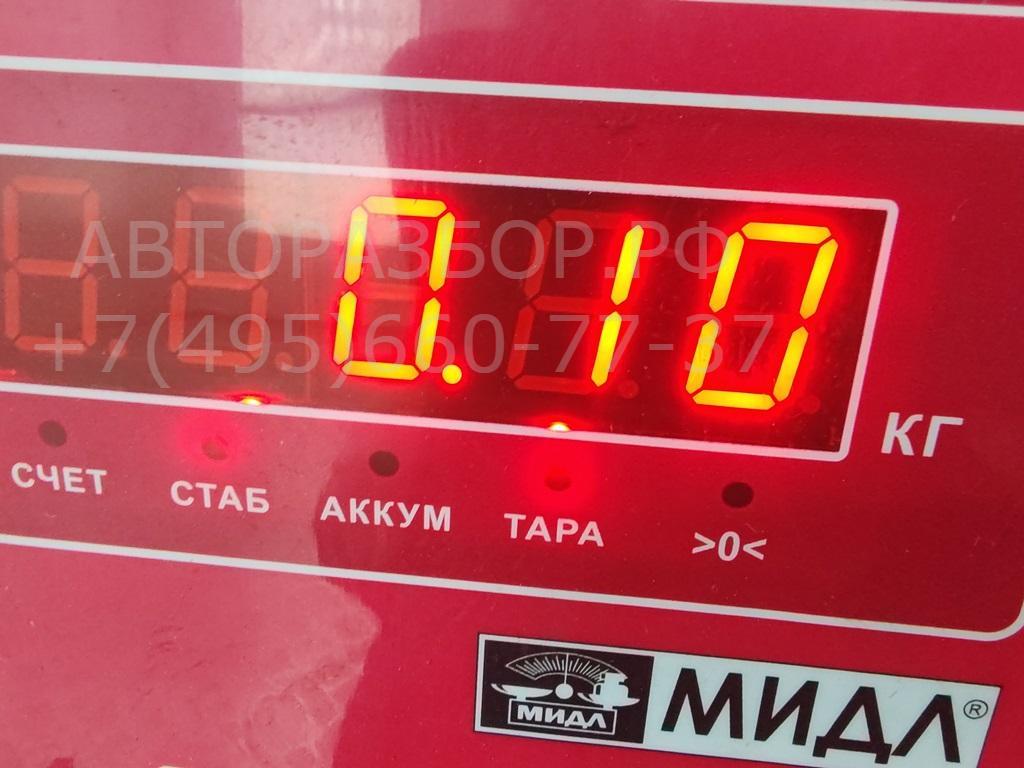 АВТОРАЗБОР.РФ
+7(495)660-77-37
0.10
КГ
СЧЕТ СТАБ АККУМ ТАРА >0<
МИДЛ МИДЛ®